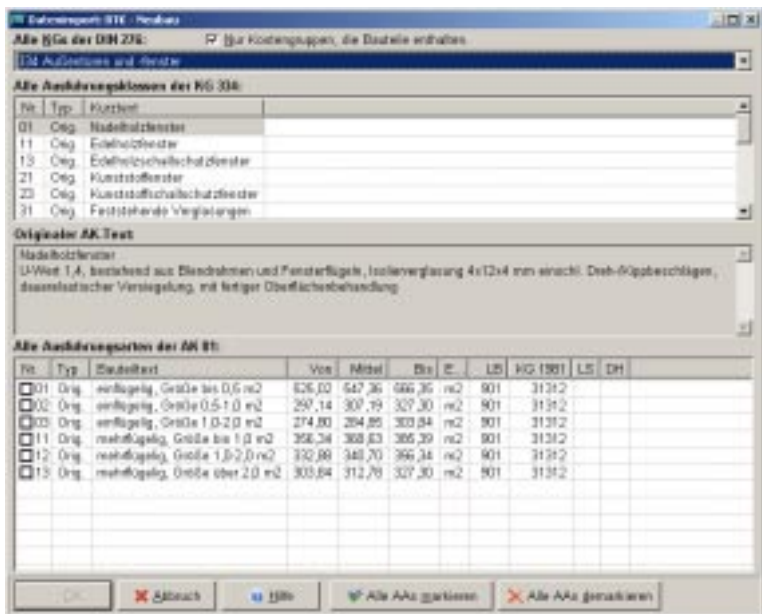 Datenimport: BTK - Neubau
Alle KGs der DIN 276:
Nur Kostengruppen, die Bauteile enthalten
334 Außentüren und -fenster
Alle Ausführungsklassen der KG 334:
Nr. Typ Kurztext
01 Orig. Nadelholzfenster
11 Orig. Edelholzfenster
13 Orig. Edelholzschallschutzfenster
21 Orig. Kunststoffenster
23 Orig. Kunststoffschallschutzfenster
31 Orig. Feststehende Verglasungen
Originaler AK-Text:
Nadelholzfenster
U-Wert 1,4, bestehend aus Blendrahmen und Fensterflügeln, Isolierverglasung 4x12x4 mm einschl. Dreh-/Kippbeschlägen,
dauerelastischer Versiegelung, mit fertiger Oberflächenbehandlung
Alle Ausführungsarten der AK 01:
Nr. Typ Bauteiltext Von Mittel Bis E... LB KG 1981 LS DH
01 Orig. einflügelig, Größe bis 0,5 m2 547,36 m2 901 31312
02 Orig. einflügelig, Größe 0,5-1,0 m2 297,14 307,19 327,30 m2 901 31312
03 Orig. einflügelig, Größe 1,0-2,0 m2 274,80 284,85 303,84 m2 901 31312
11 Orig. mehrflügelig, Größe bis 1,0 m2 356,34 368,63 m2 901 31312
12 Orig. mehrflügelig, Größe 1,0-2,0 m2 332,88 340,70 356,34 m2 901 31312
13 Orig. mehrflügelig, Größe über 2,0 m2 303,84 312,78 327,30 m2 901 31312
OK Abbruch Hilfe Alle AAs markieren Alle AAs demarkieren